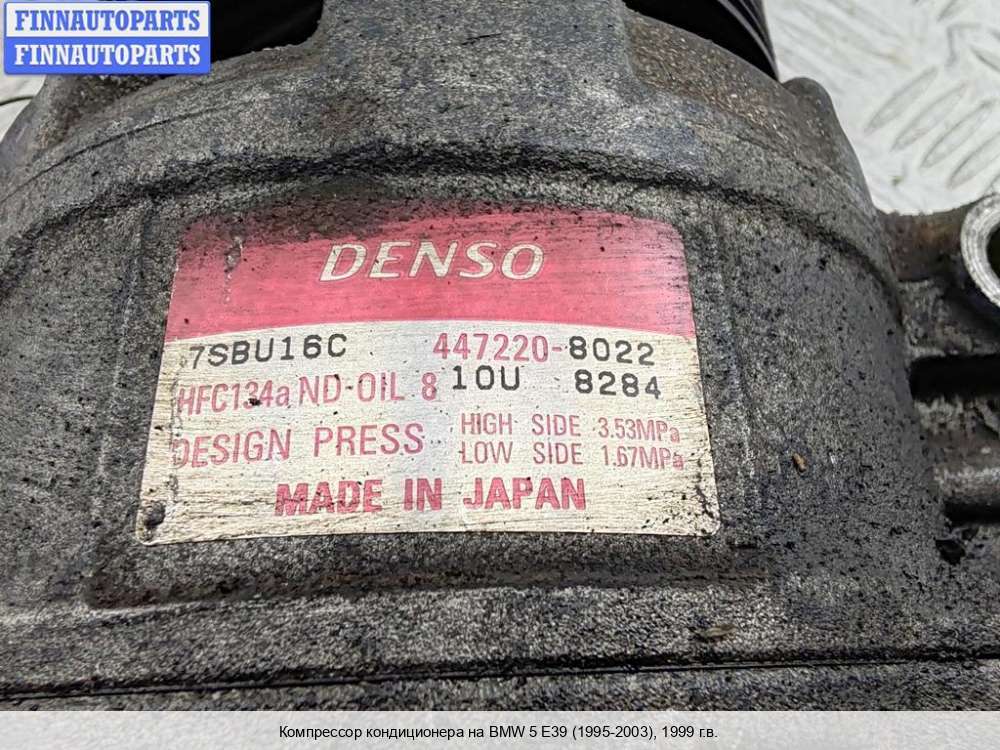 FINNAUTOPARTS
FINNAUTOPARTS
DENSO
7SBU16C 447220-8022
HFC134a ND-OIL 8 10U 8284
DESIGN PRESS HIGH SIDE 3.53MPa
LOW SIDE 1.67MPa
MADE IN JAPAN
Компрессор кондиционера на BMW 5 E39 (1995-2003), 1999 г.в.